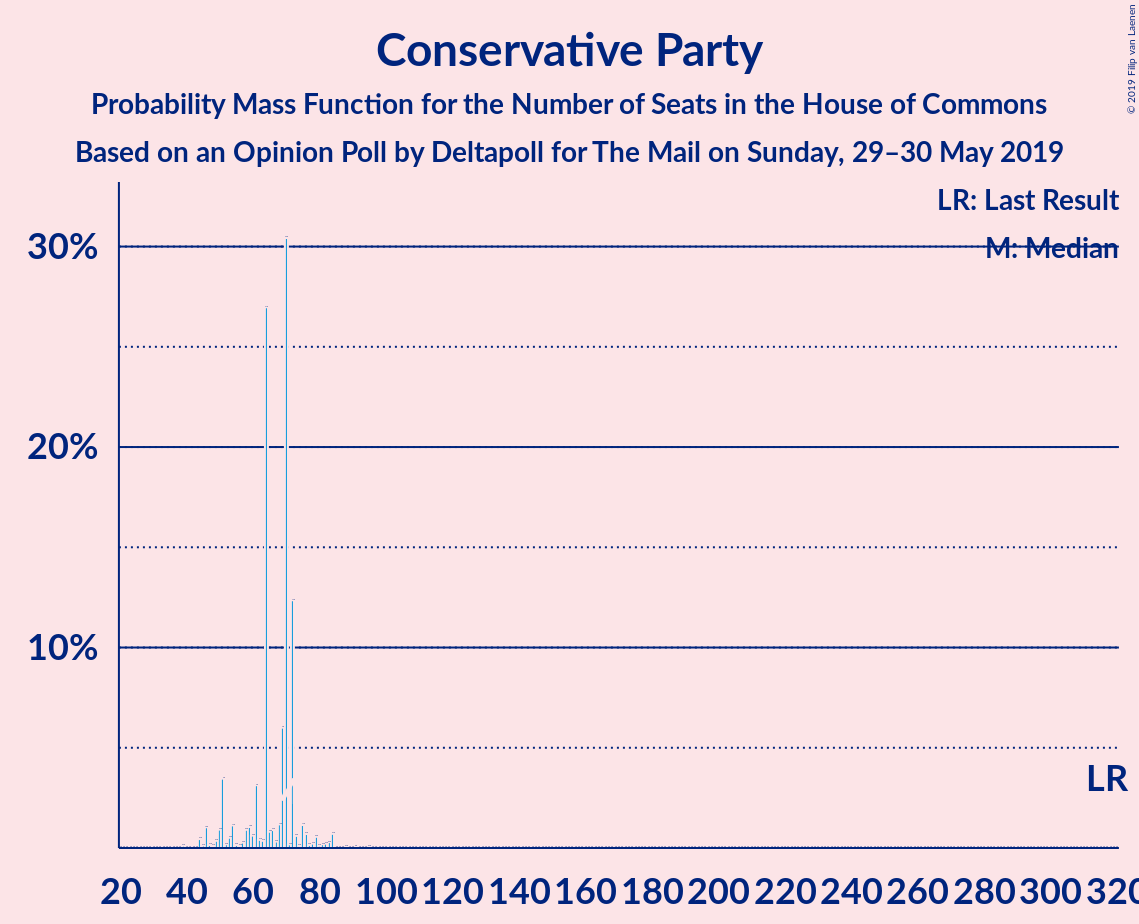 Conservative Party
Probability Mass Function for the Number of Seats in the House of Commons
Based on an Opinion Poll by Deltapoll for The Mail on Sunday, 29–30 May 2019
© 2019 Filip van Laenen
LR: Last Result
M: Median
30%
20%
10%
LR
20 40 60 80 100 120 140 160 180 200 220 240 260 280 300 320